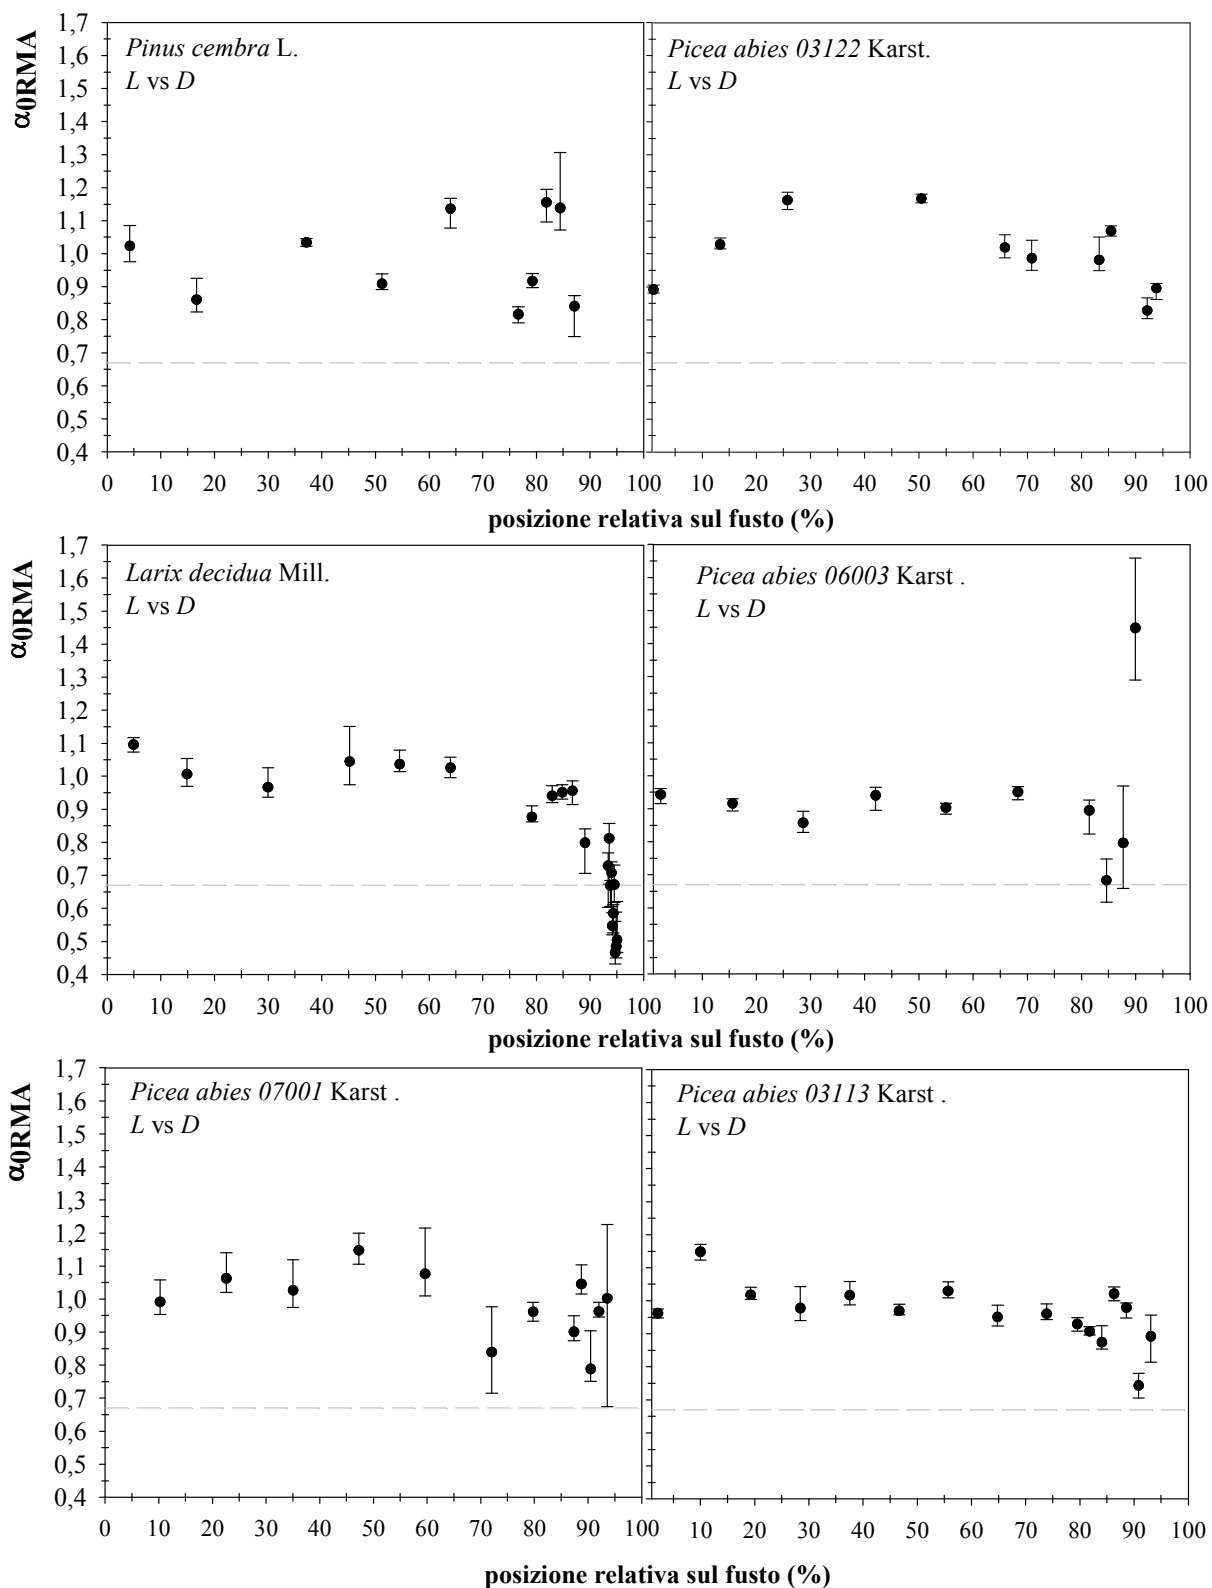 1,7
1,6
1,5
1,4
1,3
1,2
1,1
1,0
0,9
0,8
0,7
0,6
0,5
0,4
α0RMA
Pinus cembra L.
L vs D
0 10 20 30 40 50 60 70 80 90 100
Picea abies 03122 Karst.
L vs D
10 20 30 40 50 60 70 80 90 100
posizione relativa sul fusto (%)
1,7
1,6
1,5
1,4
1,3
1,2
1,1
1,0
0,9
0,8
0,7
0,6
0,5
0,4
α0RMA
Larix decidua Mill.
L vs D
0 10 20 30 40 50 60 70 80 90 100
Picea abies 06003 Karst .
L vs D
10 20 30 40 50 60 70 80 90 100
posizione relativa sul fusto (%)
1,7
1,6
1,5
1,4
1,3
1,2
1,1
1,0
0,9
0,8
0,7
0,6
0,5
0,4
α0RMA
Picea abies 07001 Karst .
L vs D
0 10 20 30 40 50 60 70 80 90 100
Picea abies 03113 Karst .
L vs D
10 20 30 40 50 60 70 80 90 100
posizione relativa sul fusto (%)